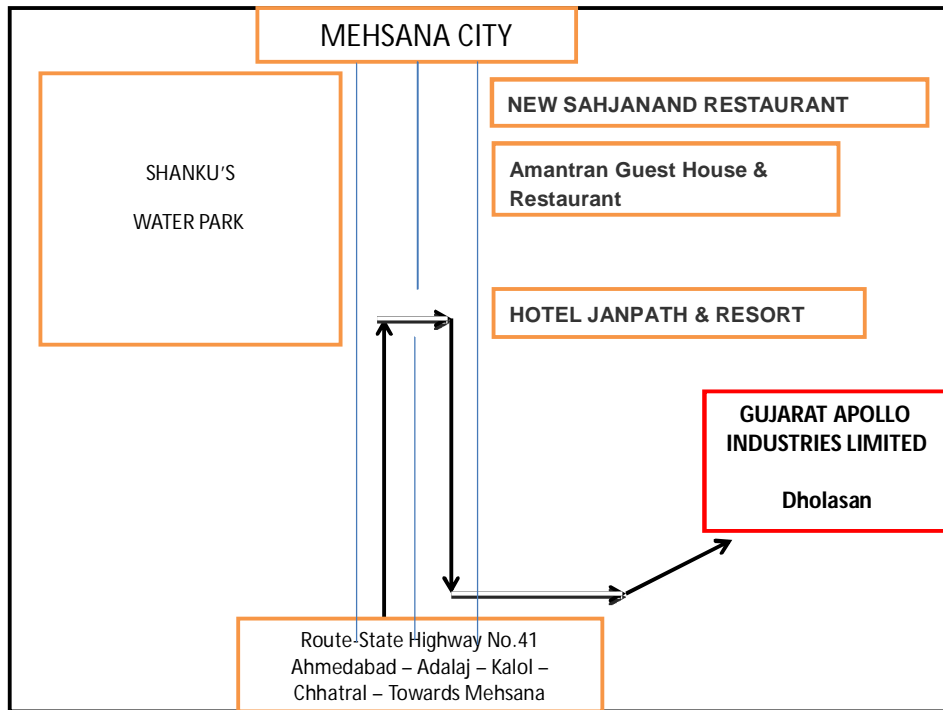 MEHSANA CITY
NEW SAHJANAND RESTAURANT
SHANKU'S
WATER PARK
Amantran Guest House &
Restaurant
HOTEL JANPATH & RESORT
GUJARAT APOLLO
INDUSTRIES LIMITED
Dholasan
Route-State Highway No.41
Ahmedabad – Adalaj – Kalol –
Chhatral – Towards Mehsana